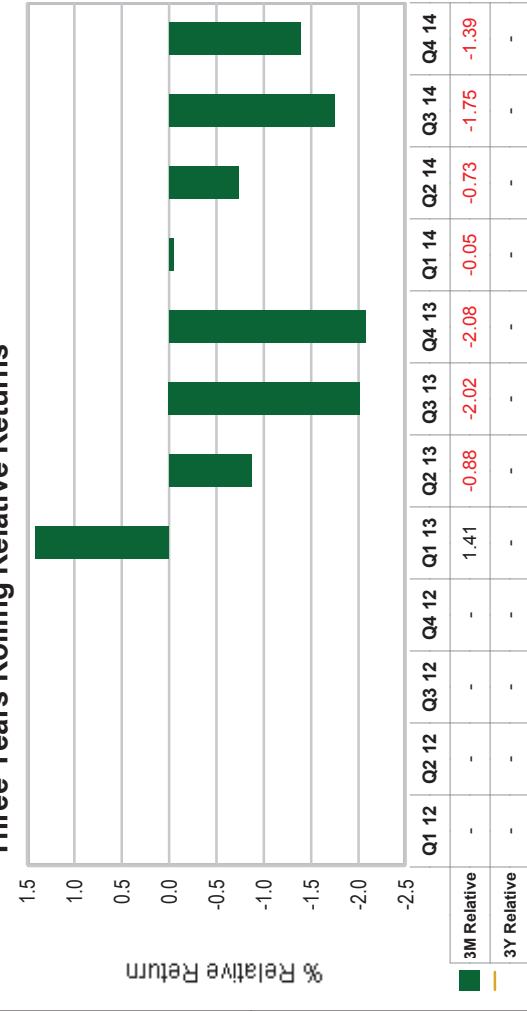 Three Years Rolling Relative Returns
% Relative Return
1.5
1.0
0.5
0.0
-0.5
-1.0
-1.5
-2.0
-2.5
Q1 12 Q2 12 Q3 12 Q4 12 Q1 13 Q2 13 Q3 13 Q4 13 Q1 14 Q2 14 Q3 14 Q4 14
3M Relative - - - - 1.41 -0.88 -2.02 -2.08 -0.05 -0.73 -1.75 -1.39
3Y Relative - - - - - - - - - - - -